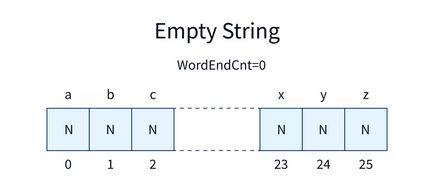 Empty String
WordEndCnt=0
a b c x y z
N N N N N N
0 1 2 23 24 25